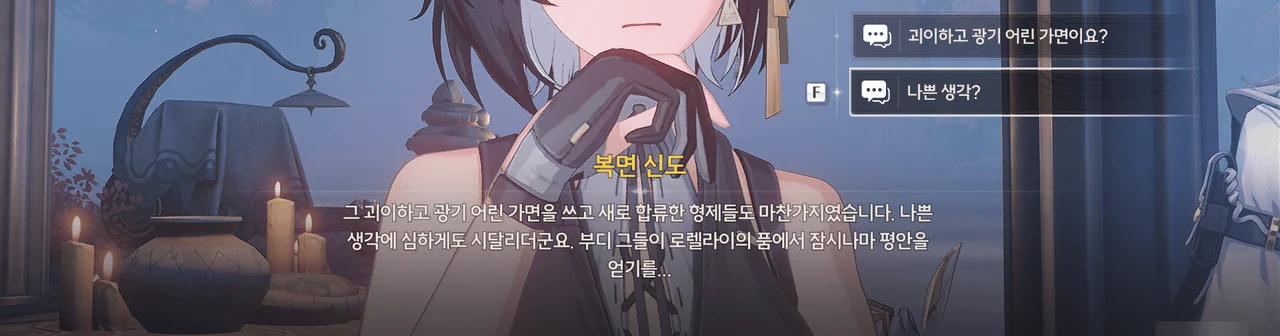 괴이하고 광기 어린 가면이요?
F
나쁜 생각?
복면 신도
그 괴이하고 광기 어린 가면을 쓰고 새로 합류한 형제들도 마찬가지였습니다. 나쁜
생각에 심하게도 시달리더군요. 부디 그들이 로렐라이의 품에서 잠시나마 평안을
얻기를...